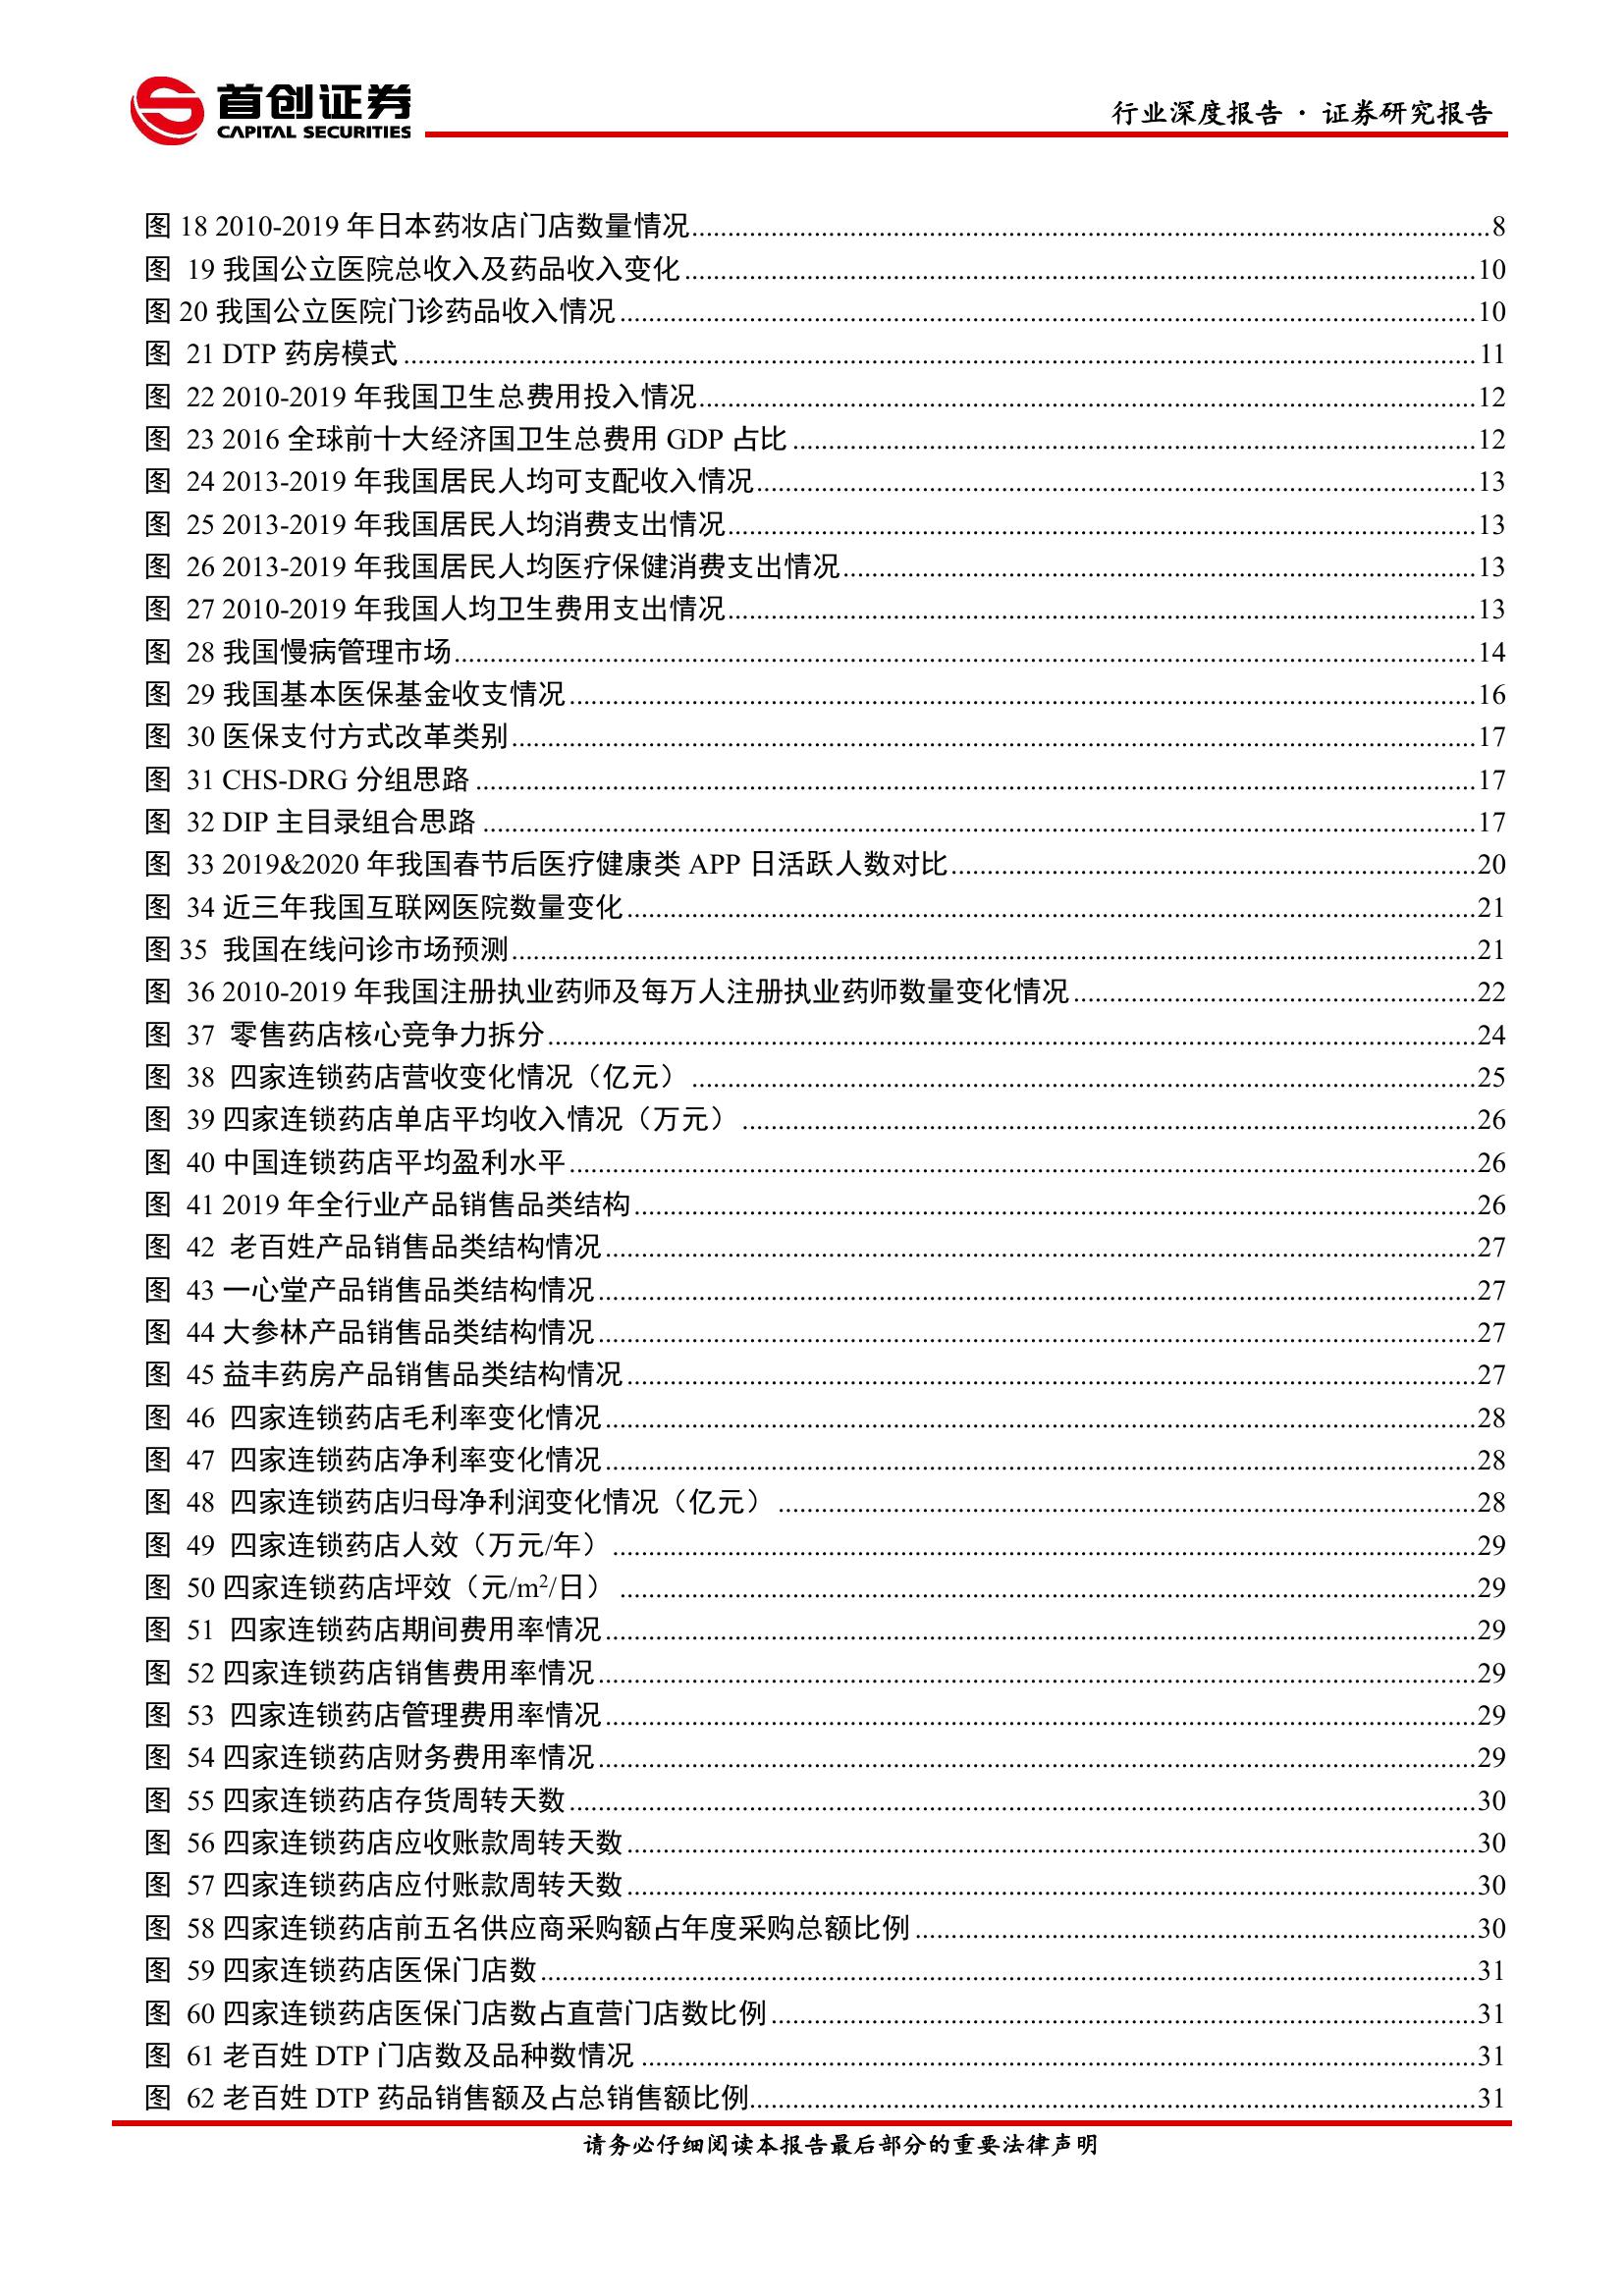 首创证券
CAPITAL SECURITIES
行业深度报告 · 证券研究报告
图 18 2010-2019 年日本药妆店门店数量情况 8
图 19 我国公立医院总收入及药品收入变化 10
图 20 我国公立医院门诊药品收入情况 10
图 21 DTP 药房模式 11
图 22 2010-2019 年我国卫生总费用投入情况 12
图 23 2016 全球前十大经济国卫生总费用 GDP 占比 12
图 24 2013-2019 年我国居民人均可支配收入情况 13
图 25 2013-2019 年我国居民人均消费支出情况 13
图 26 2013-2019 年我国居民人均医疗保健消费支出情况 13
图 27 2010-2019 年我国人均卫生费用支出情况 13
图 28 我国慢病管理市场 14
图 29 我国基本医保基金收支情况 16
图 30 医保支付方式改革类别 17
图 31 CHS-DRG 分组思路 17
图 32 DIP 主目录组合思路 17
图 33 2019&2020 年我国春节后医疗健康类 APP 日活跃人数对比 20
图 34 近三年我国互联网医院数量变化 21
图 35 我国在线问诊市场预测 21
图 36 2010-2019 年我国注册执业药师及每万人注册执业药师数量变化情况 22
图 37 零售药店核心竞争力拆分 24
图 38 四家连锁药店营收变化情况（亿元） 25
图 39 四家连锁药店单店平均收入情况（万元） 26
图 40 中国连锁药店平均盈利水平 26
图 41 2019 年全行业产品销售品类结构 26
图 42 老百姓产品销售品类结构情况 27
图 43 一心堂产品销售品类结构情况 27
图 44 大参林产品销售品类结构情况 27
图 45 益丰药房产品销售品类结构情况 27
图 46 四家连锁药店毛利率变化情况 28
图 47 四家连锁药店净利率变化情况 28
图 48 四家连锁药店归母净利润变化情况（亿元） 28
图 49 四家连锁药店人效（万元/年） 29
图 50 四家连锁药店坪效（元/m²/日） 29
图 51 四家连锁药店期间费用率情况 29
图 52 四家连锁药店销售费用率情况 29
图 53 四家连锁药店管理费用率情况 29
图 54 四家连锁药店财务费用率情况 29
图 55 四家连锁药店存货周转天数 30
图 56 四家连锁药店应收账款周转天数 30
图 57 四家连锁药店应付账款周转天数 30
图 58 四家连锁药店前五名供应商采购额占年度采购总额比例 30
图 59 四家连锁药店医保门店数 31
图 60 四家连锁药店医保门店数占直营门店数比例 31
图 61 老百姓 DTP 门店数及品种数情况 31
图 62 老百姓 DTP 药品销售额及占总销售额比例 31
请务必仔细阅读本报告最后部分的重要法律声明